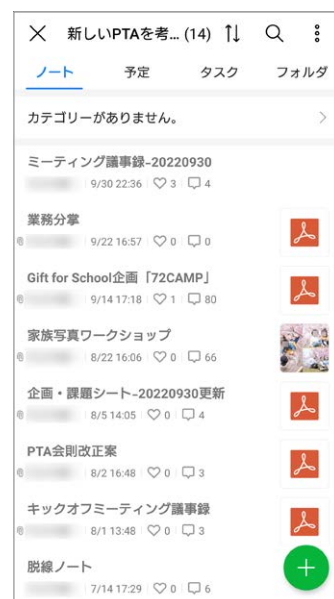 新しいPTAを考... (14)
ノート 予定 タスク フォルダ
カテゴリーがありません。
ミーティング議事録-20220930
9/30 22:36 3 4
業務分掌
9/22 16:57 0 0
Gift for School企画「72CAMP」
9/14 17:18 1 80
家族写真ワークショップ
8/22 16:06 0 66
企画・課題シート-20220930更新
8/5 14:05 0 4
PTA会則改正案
8/2 16:48 0 3
キックオフミーティング議事録
8/1 13:48 0 3
脱線ノート
7/14 17:29 0 6